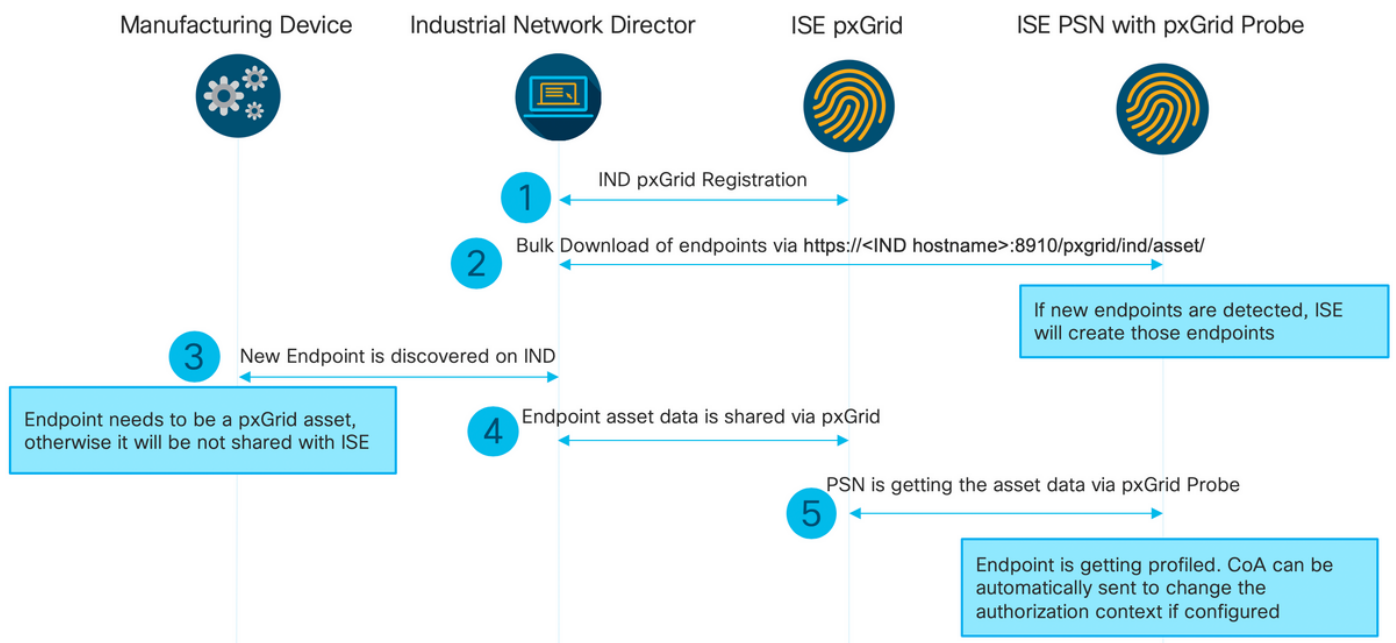 Manufacturing Device
Industrial Network Director
ISE pxGrid
ISE PSN with pxGrid Probe
1
IND pxGrid Registration
2
Bulk Download of endpoints via https://<IND hostname>:8910/pxgrid/ind/asset/
If new endpoints are detected, ISE
will create those endpoints
3
New Endpoint is discovered on IND
Endpoint needs to be a pxGrid asset,
otherwise it will be not shared with ISE
4
Endpoint asset data is shared via pxGrid
5
PSN is getting the asset data via pxGrid Probe
Endpoint is getting profiled. CoA can be
automatically sent to change the
authorization context if configured